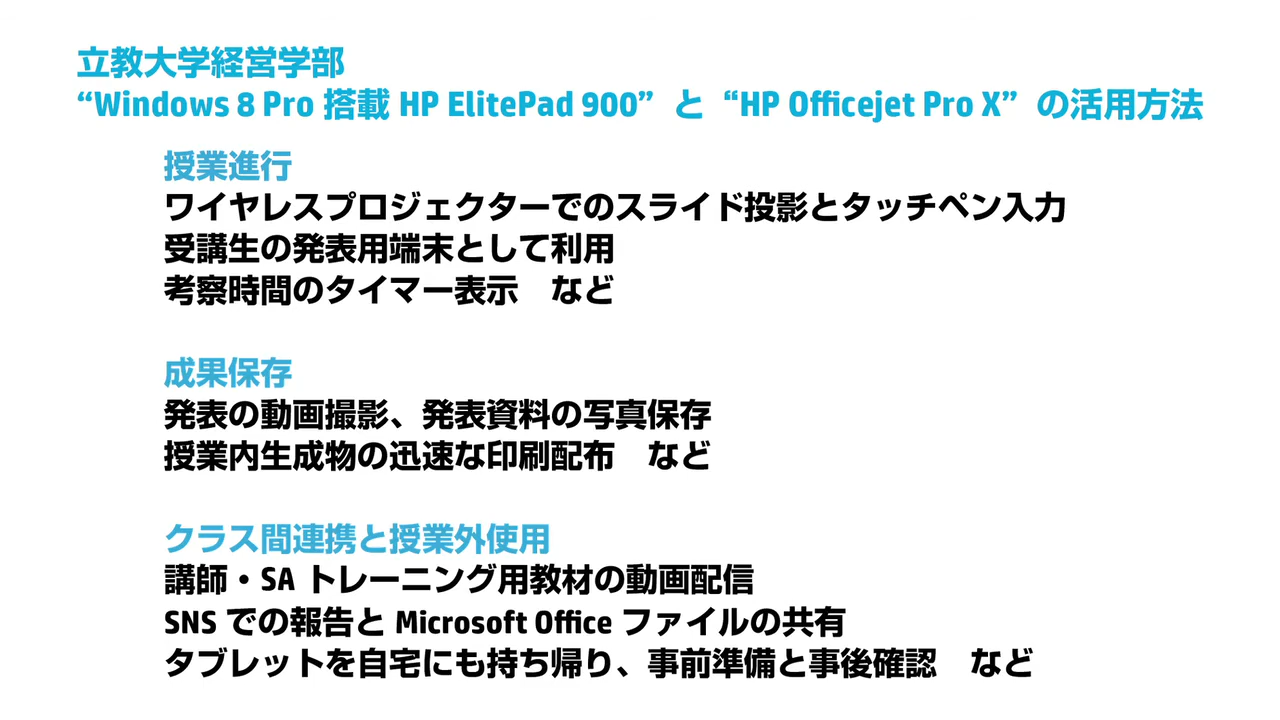 立教大学経営学部
“Windows 8 Pro 搭載 HP ElitePad 900” と “HP Officejet Pro X” の活用方法
授業進行
ワイヤレスプロジェクターでのスライド投影とタッチペン入力
受講生の発表用端末として利用
考察時間のタイマー表示　など
成果保存
発表の動画撮影、発表資料の写真保存
授業内生成物の迅速な印刷配布　など
クラス間連携と授業外使用
講師・SA トレーニング用教材の動画配信
SNS での報告と Microsoft Office ファイルの共有
タブレットを自宅にも持ち帰り、事前準備と事後確認　など